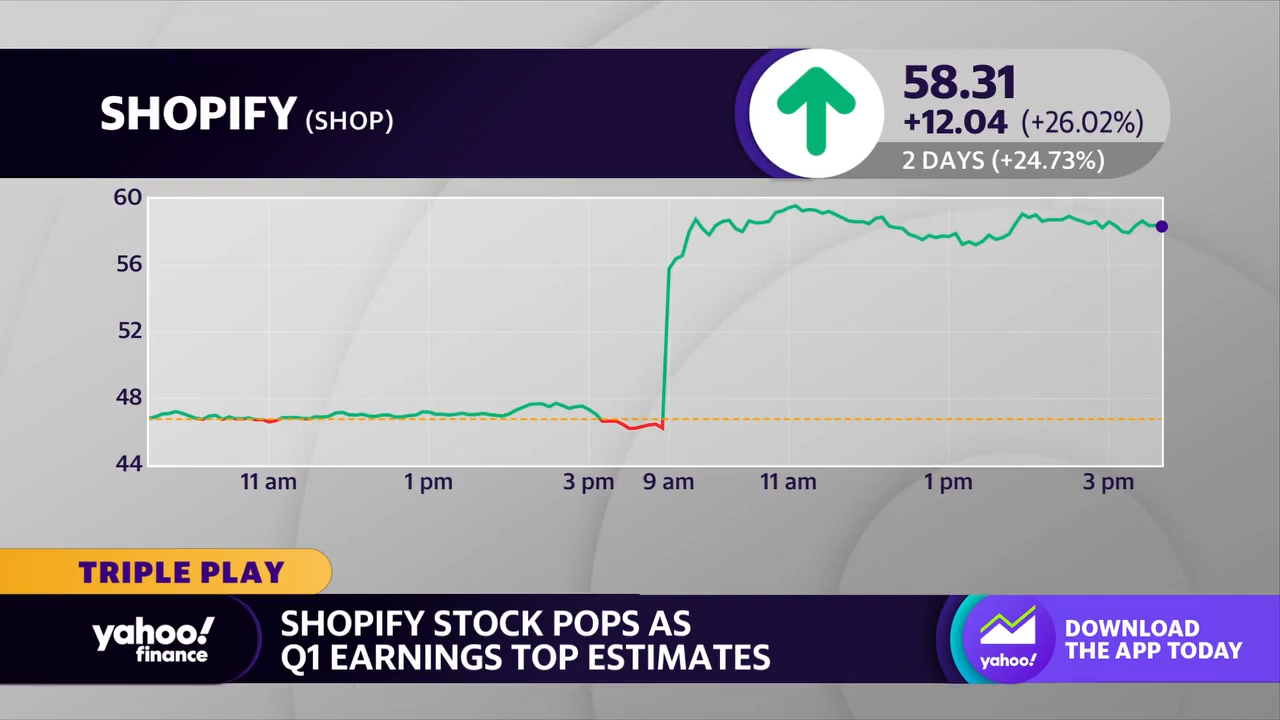 SHOPIFY (SHOP)
58.31
+12.04 (+26.02%)
2 DAYS (+24.73%)
60
56
52
48
44
11 am 1 pm 3 pm 9 am 11 am 1 pm 3 pm
TRIPLE PLAY
yahoo!
finance
SHOPIFY STOCK POPS AS
Q1 EARNINGS TOP ESTIMATES
yahoo!
DOWNLOAD
THE APP TODAY